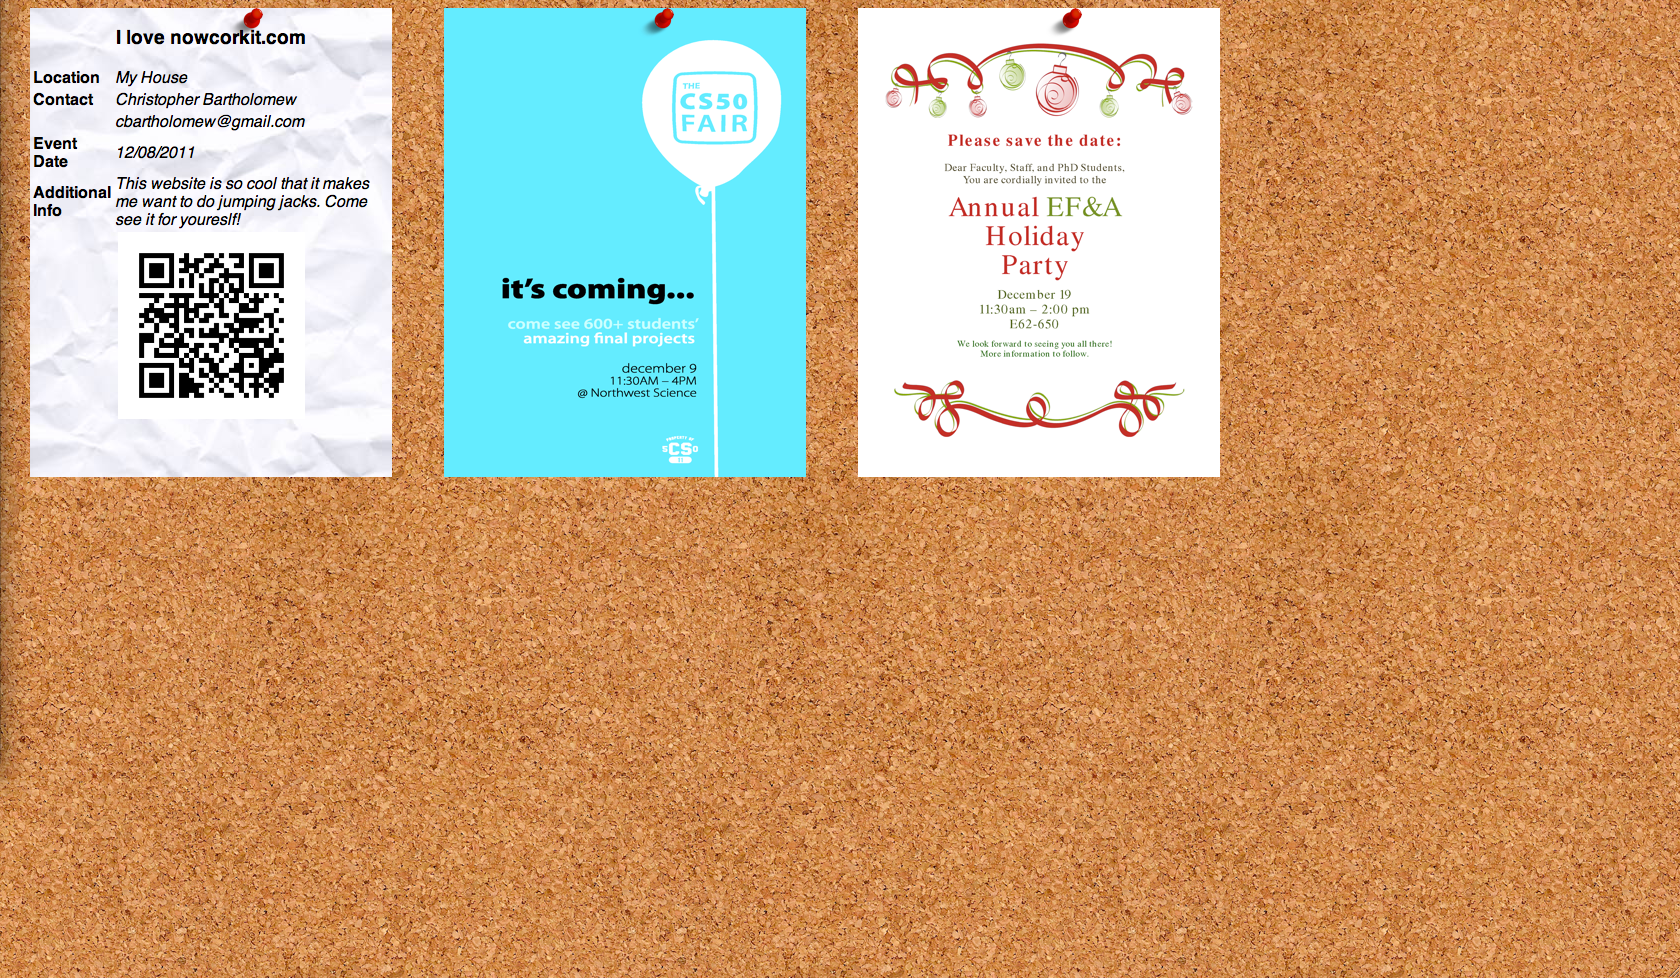 I love nowcorkit.com
Location My House
Contact Christopher Bartholomew
cbartholomew@gmail.com
Event Date 12/08/2011
Additional Info This website is so cool that it makes
me want to do jumping jacks. Come
see it for youreslf!
THE
CS50
FAIR
it's coming...
come see 600+ students'
amazing final projects
december 9
11:30AM – 4PM
@ Northwest Science
PROPERTY OF
CS
Please save the date:
Dear Faculty, Staff, and PhD Students,
You are cordially invited to the
Annual EF&A
Holiday
Party
December 19
11:30am – 2:00 pm
E62-650
We look forward to seeing you all there!
More information to follow.